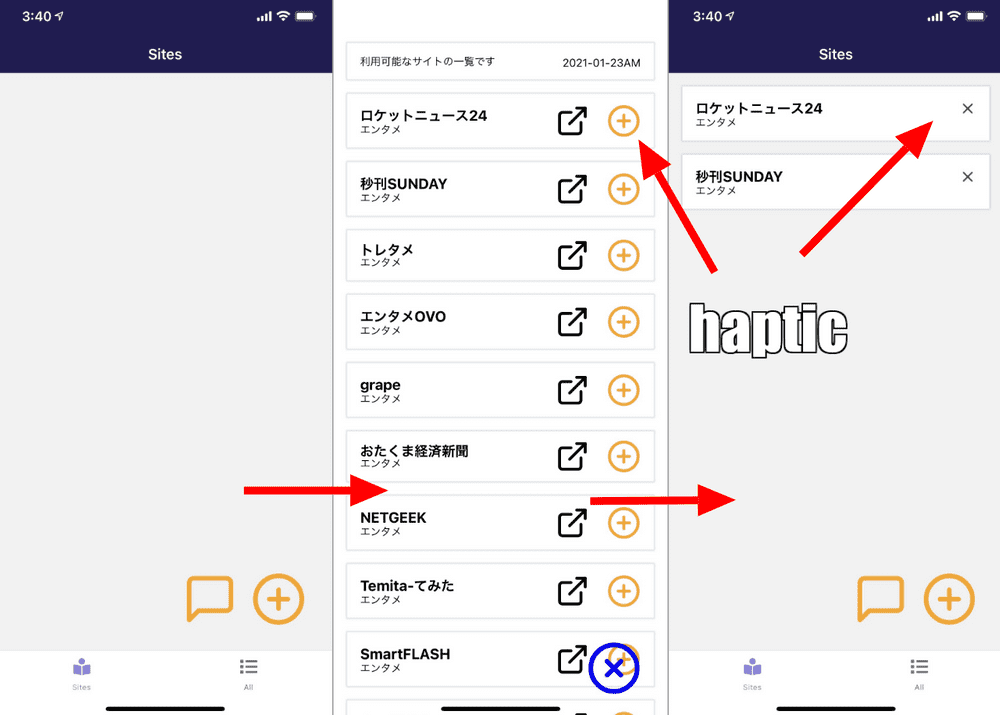 3:40
Sites
Sites
All
利用可能なサイトの一覧です
2021-01-23AM
ロケットニュース24
エンタメ
秒刊SUNDAY
エンタメ
トレタメ
エンタメ
エンタメOVO
エンタメ
grape
エンタメ
おたくま経済新聞
エンタメ
NETGEEK
エンタメ
Temita-てみた
エンタメ
SmartFLASH
エンタメ
3:40
Sites
ロケットニュース24
エンタメ
秒刊SUNDAY
エンタメ
haptic
Sites
All